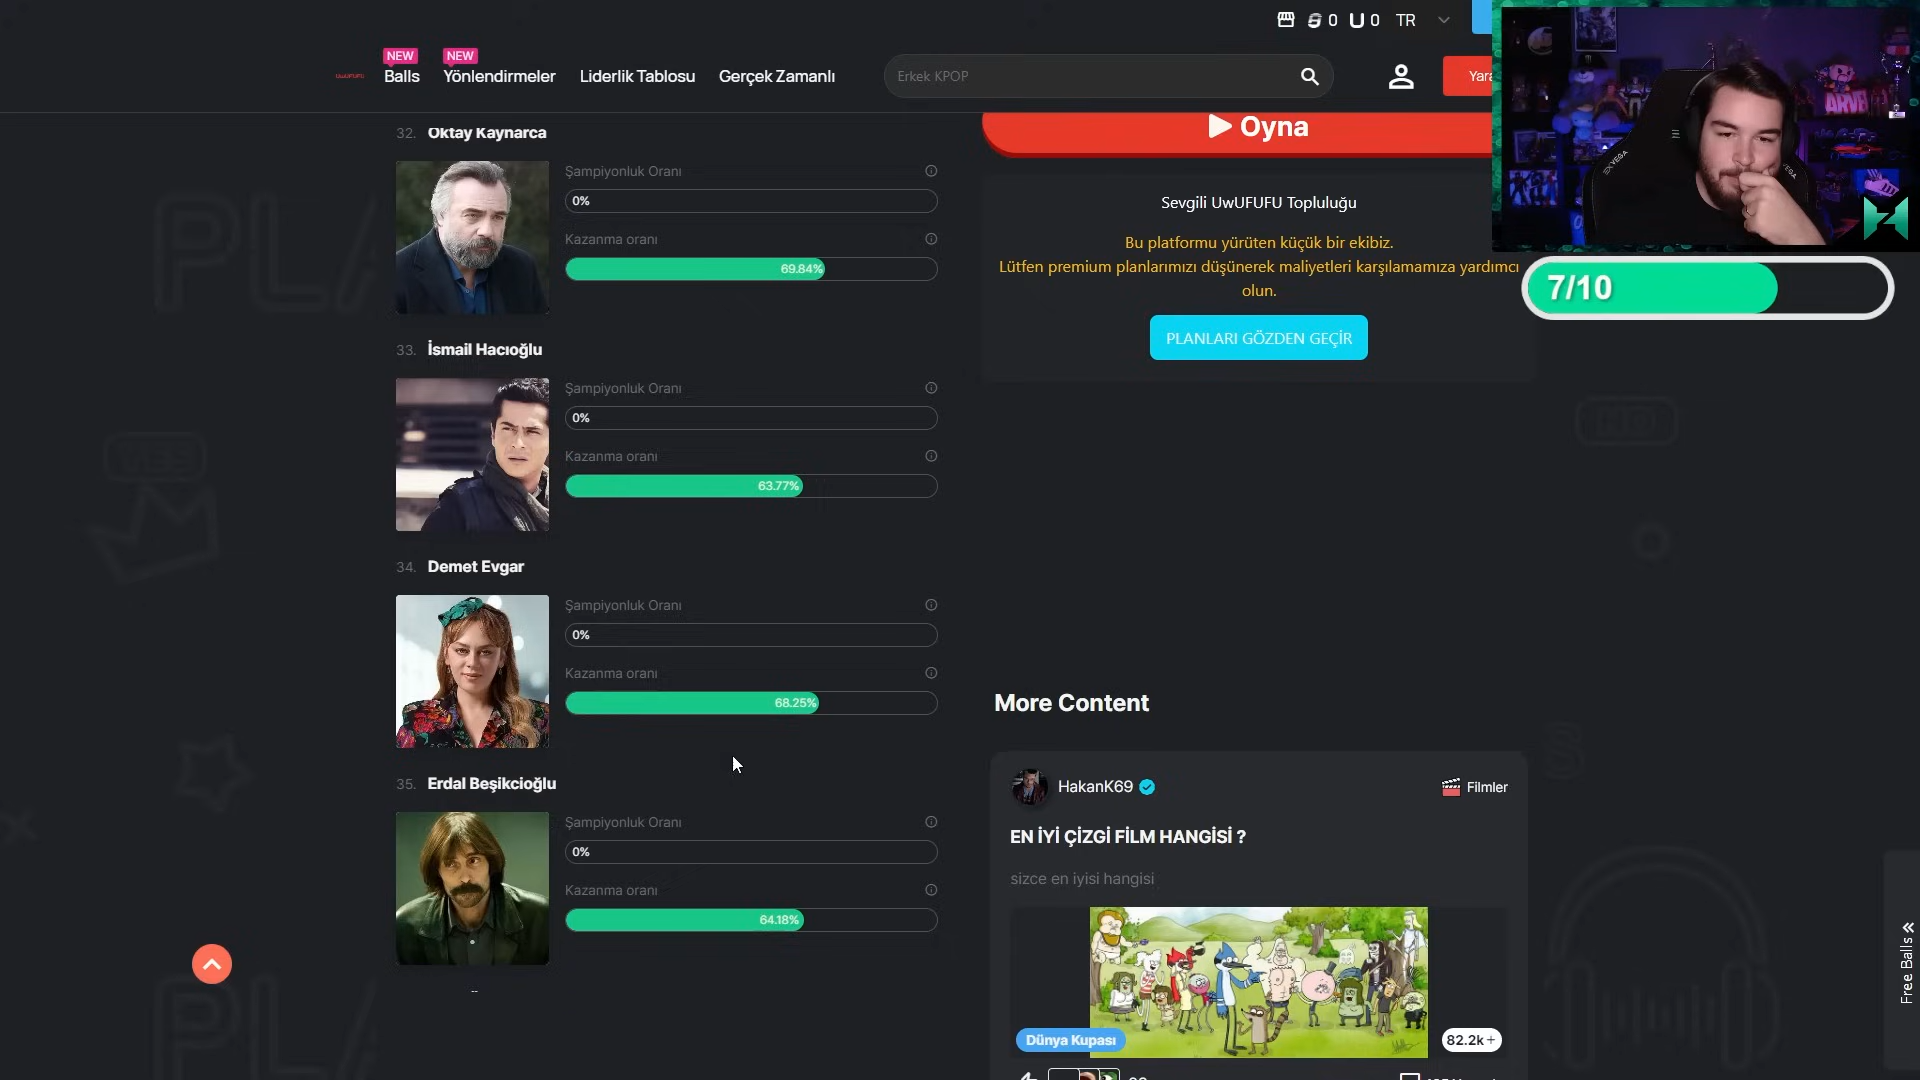 0 0 TR
NEW NEW
UwUFUFU Balls Yönlendirmeler Liderlik Tablosu Gerçek Zamanlı Erkek KPOP Yara
32. Oktay Kaynarca
Şampiyonluk Oranı
0%
Kazanma oranı
69.84%
33. İsmail Hacıoğlu
Şampiyonluk Oranı
0%
Kazanma oranı
63.77%
34. Demet Evgar
Şampiyonluk Oranı
0%
Kazanma oranı
68.25%
35. Erdal Beşikcioğlu
Şampiyonluk Oranı
0%
Kazanma oranı
64.18%
Oyna
Sevgili UwUFUFU Topluluğu
Bu platformu yürüten küçük bir ekibiz.
Lütfen premium planlarımızı düşünerek maliyetleri karşılamamıza yardımcı
olun.
PLANLARI GÖZDEN GEÇİR
7/10
More Content
HakanK69 Filmler
EN İYİ ÇİZGİ FİLM HANGİSİ ?
sizce en iyisi hangisi
Dünya Kupası 82.2k+
Free Balls